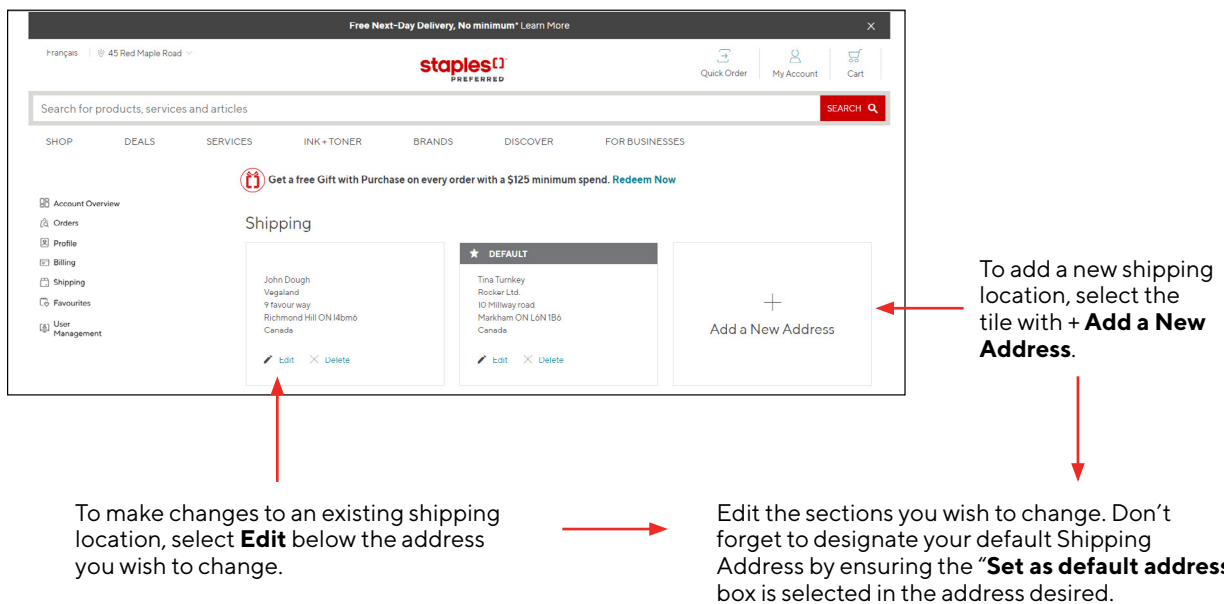 Free Next-Day Delivery, No minimum* Learn More X
Français 45 Red Maple Road
staples
PREFERRED
Quick Order My Account Cart
Search for products, services and articles SEARCH
SHOP DEALS SERVICES INK + TONER BRANDS DISCOVER FOR BUSINESSES
Get a free Gift with Purchase on every order with a $125 minimum spend. Redeem Now
Account Overview
Orders
Profile
Billing
Shipping
Favourites
User
Management
Shipping
John Dough
Vegaland
9 favour way
Richmond Hill ON l4bm6
Canada
Edit Delete
DEFAULT
Tina Turnkey
Rocker Ltd.
10 Millway road
Markham ON L6N 1B6
Canada
Edit Delete
+
Add a New Address
To add a new shipping
location, select the
tile with + Add a New
Address.
To make changes to an existing shipping
location, select Edit below the address
you wish to change.
Edit the sections you wish to change. Don’t
forget to designate your default Shipping
Address by ensuring the “Set as default address
box is selected in the address desired.